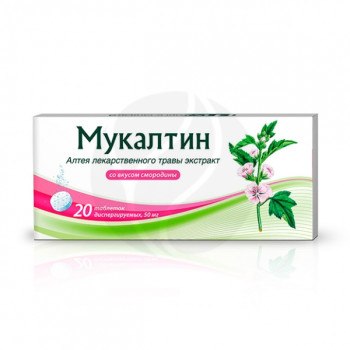 Мукалтин
Алтея лекарственного травы экстракт
со вкусом смородины
20 таблеток
диспергируемых, 50 мг